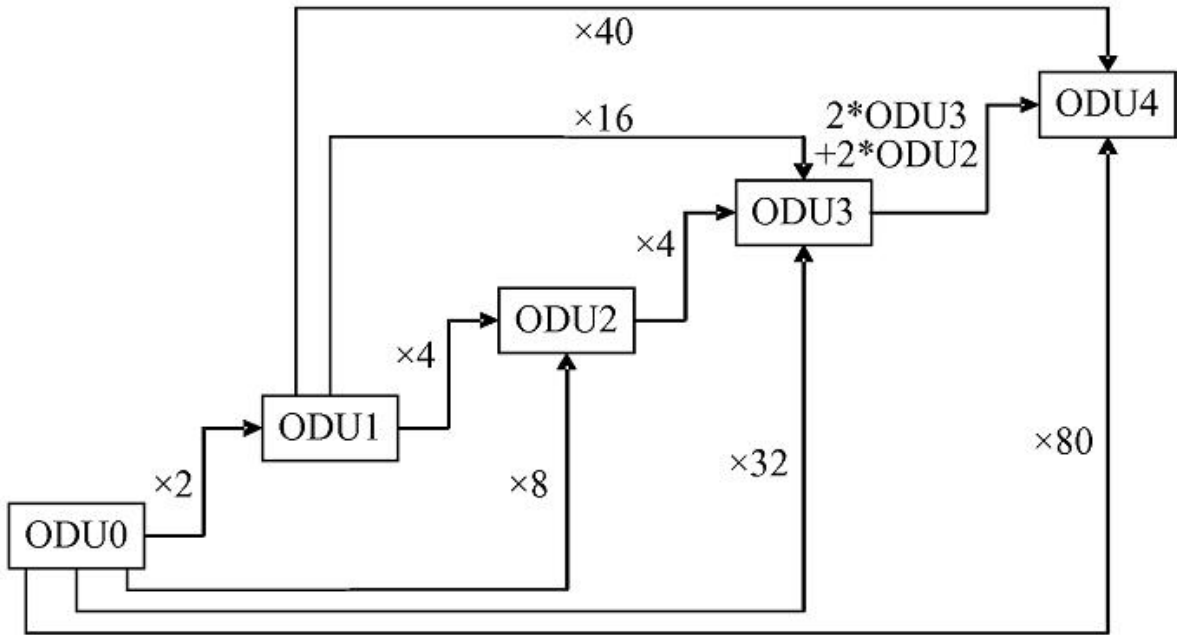 ×40
ODU4
×16
2*ODU3
+2*ODU2
ODU3
×4
ODU2
×4
ODU1
×80
×32
×8
×2
ODU0